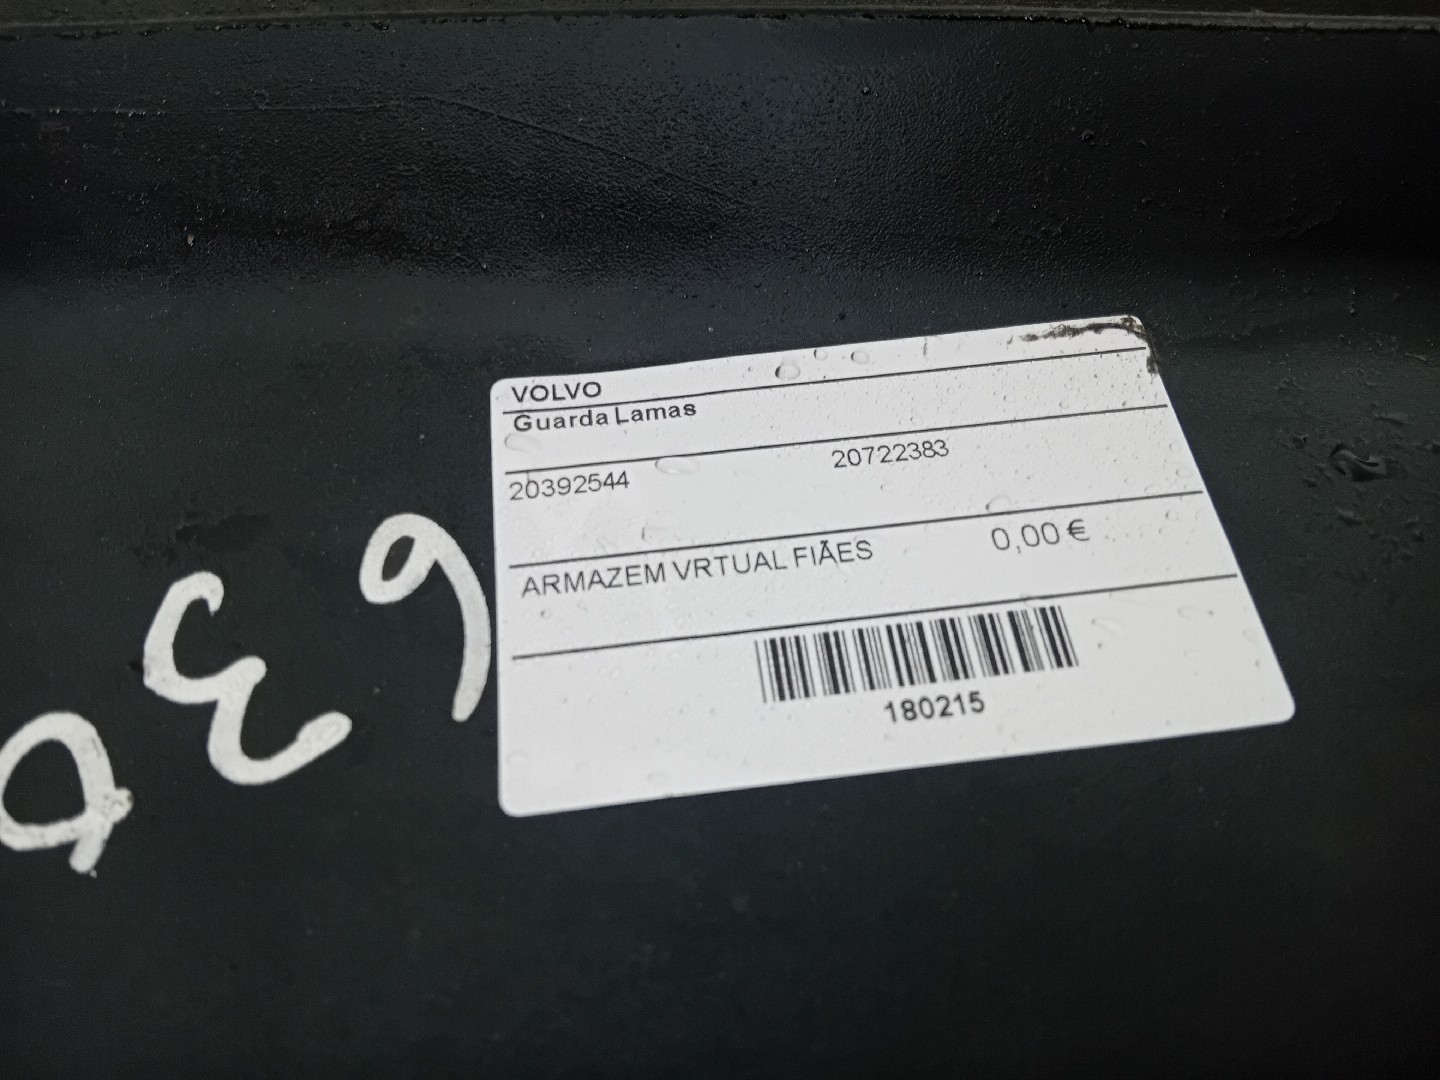 VOLVO
Guarda Lamas
20392544 20722383
ARMAZEM VRTUAL FIÃES 0,00 €
180215